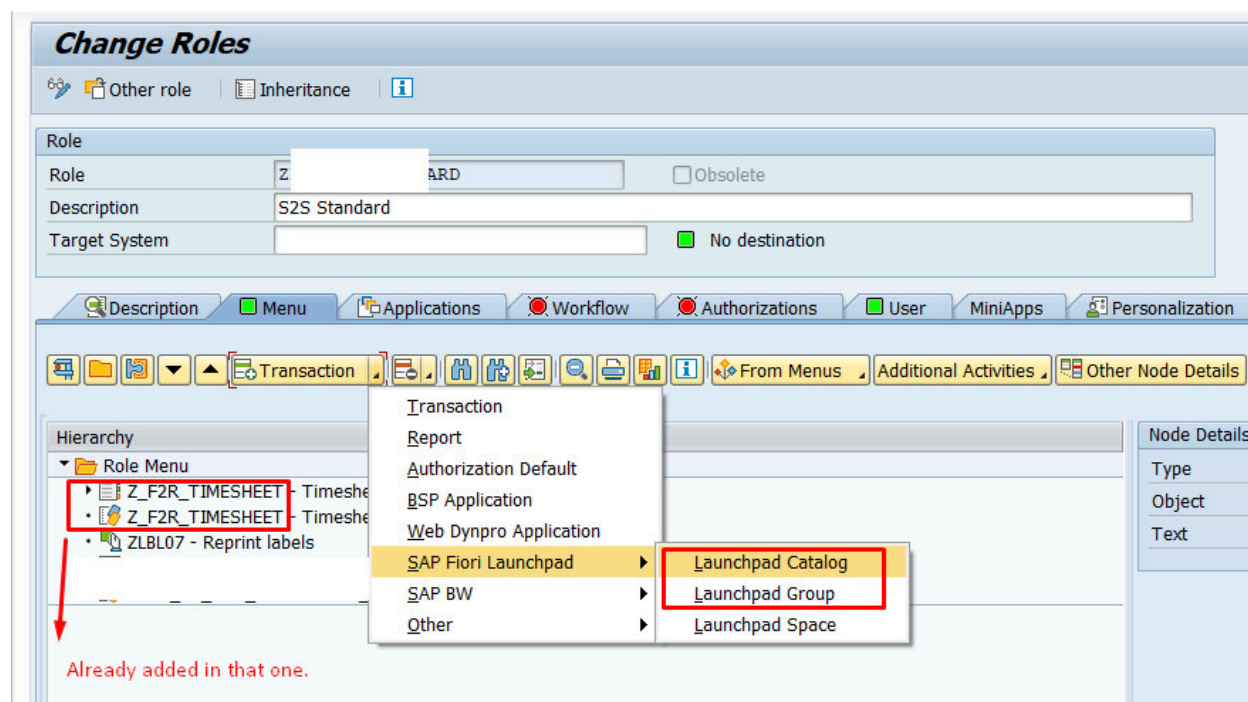 Change Roles
Other role Inheritance
Role
Role Z ARD Obsolete
Description S2S Standard
Target System No destination
Description Menu Applications Workflow Authorizations User MiniApps Personalization
Transaction From Menus Additional Activities Other Node Details
Transaction
Report
Authorization Default
BSP Application
Web Dynpro Application
SAP Fiori Launchpad
SAP BW
Other
Launchpad Catalog
Launchpad Group
Launchpad Space
Hierarchy
Role Menu
Z_F2R_TIMESHEET - Timeshe
Z_F2R_TIMESHEET - Timeshe
ZLBL07 - Reprint labels
Node Details
Type
Object
Text
Already added in that one.